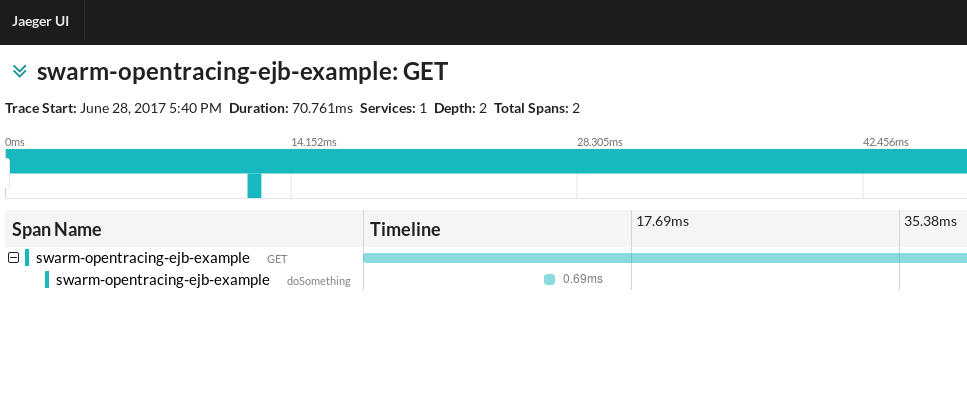 Jaeger UI
swarm-opentracing-ejb-example: GET
Trace Start: June 28, 2017 5:40 PM Duration: 70.761ms Services: 1 Depth: 2 Total Spans: 2
0ms 14.152ms 28.305ms 42.456ms
Span Name Timeline 17.69ms 35.38ms
swarm-opentracing-ejb-example GET
swarm-opentracing-ejb-example doSomething 0.69ms